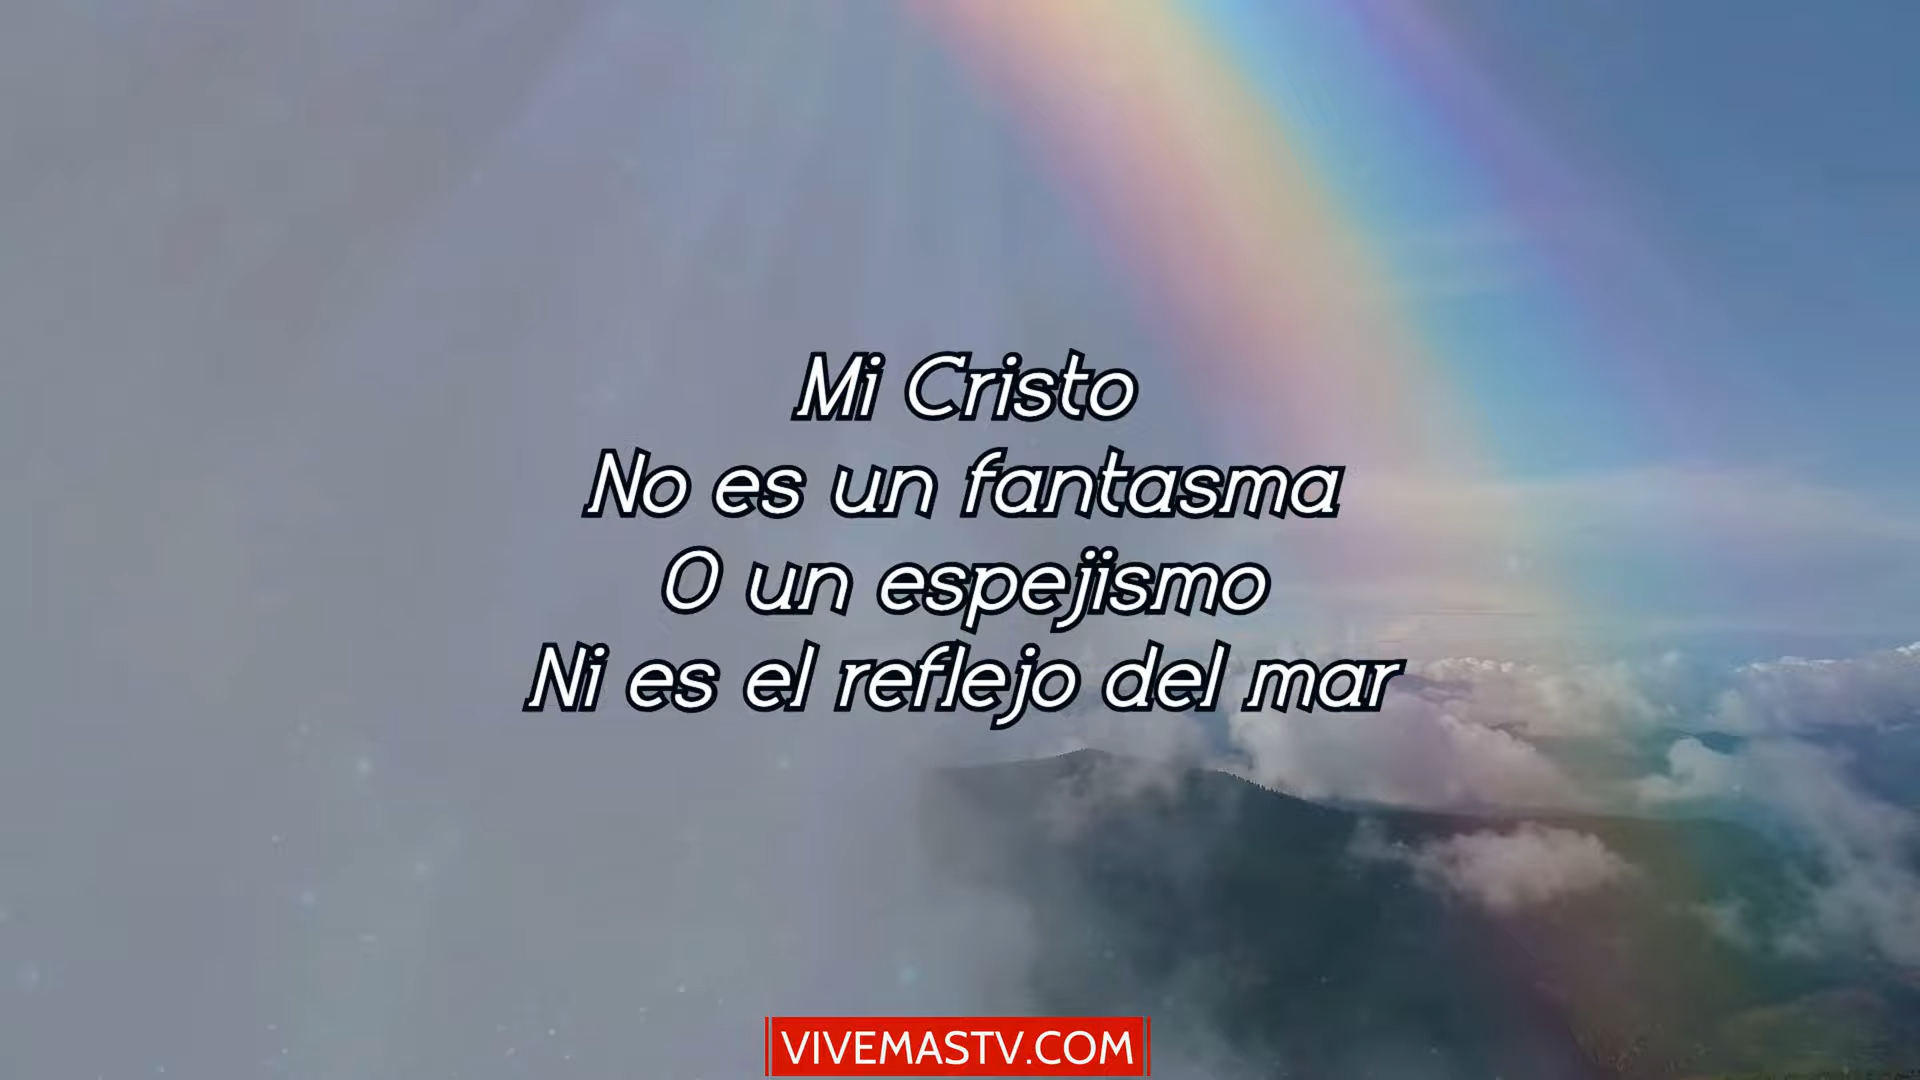 Mi Cristo
No es un fantasma
O un espejismo
Ni es el reflejo del mar
VIVEMASTV.COM